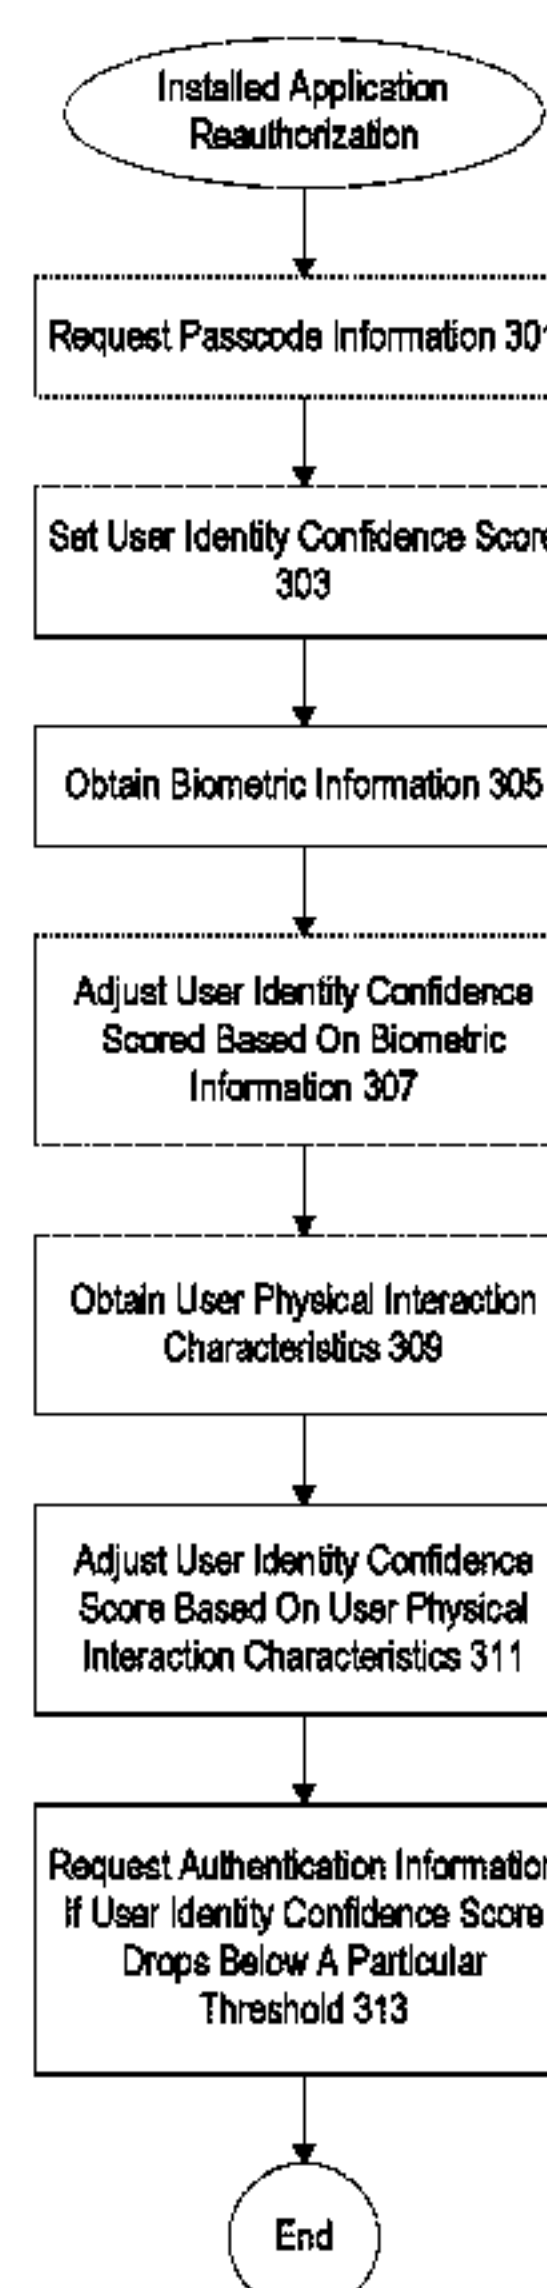 Installed Application
Reauthorization
Request Passcode Information 301
Set User Identity Confidence Score
303
Obtain Biometric Information 305
Adjust User Identity Confidence
Scored Based On Biometric
Information 307
Obtain User Physical Interaction
Characteristics 309
Adjust User Identity Confidence
Score Based On User Physical
Interaction Characteristics 311
Request Authentication Information
If User Identity Confidence Score
Drops Below A Particular
Threshold 313
End